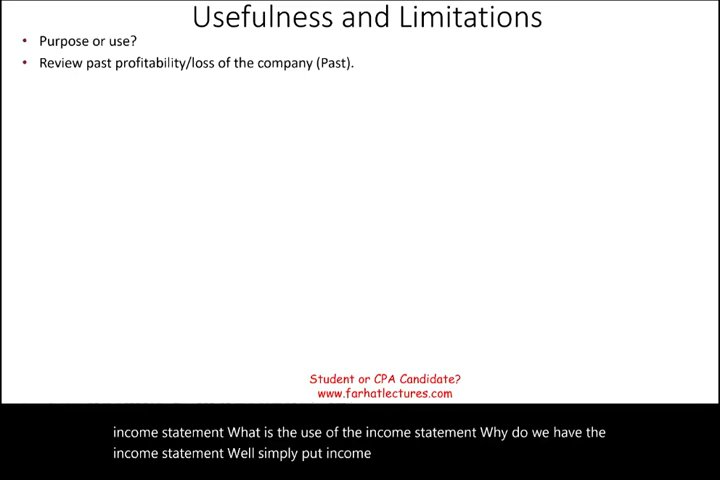 Usefulness and Limitations
• Purpose or use?
• Review past profitability/loss of the company (Past).
Student or CPA Candidate?
www.farhatlectures.com
income statement What is the use of the income statement Why do we have the
income statement Well simply put income